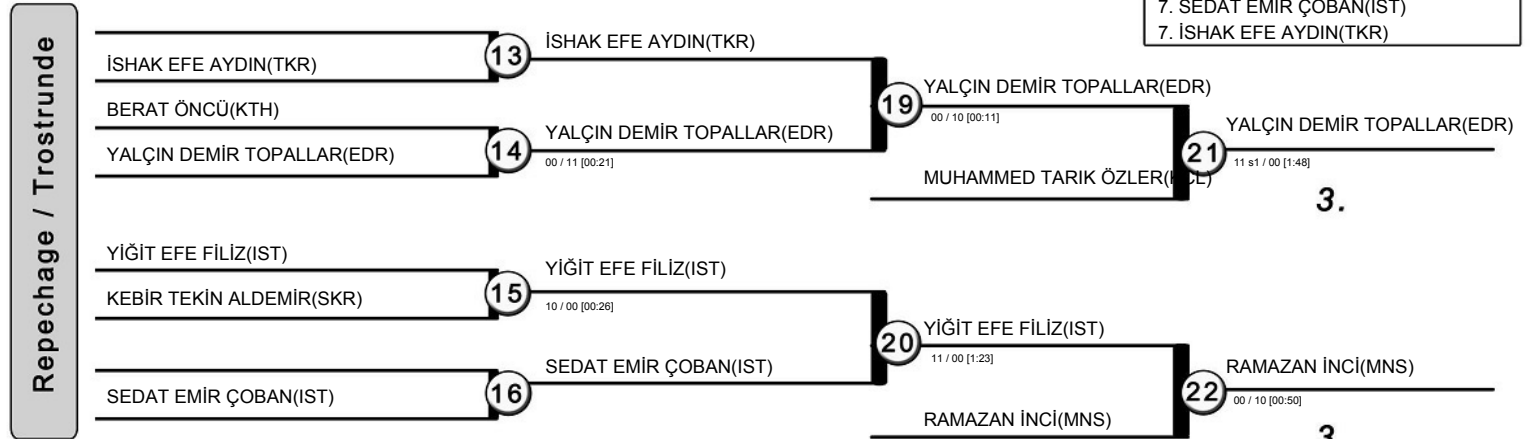 7. SEDAT EMİR ÇOBAN(IST)
7. İSHAK EFE AYDIN(TKR)
Repechage / Trostrunde
İSHAK EFE AYDIN(TKR)
13
İSHAK EFE AYDIN(TKR)
BERAT ÖNCÜ(KTH)
YALÇIN DEMİR TOPALLAR(EDR)
14
YALÇIN DEMİR TOPALLAR(EDR)
00 / 11 [00:21]
19
YALÇIN DEMİR TOPALLAR(EDR)
00 / 10 [00:11]
MUHAMMED TARIK ÖZLER(KCL)
21
YALÇIN DEMİR TOPALLAR(EDR)
11 s1 / 00 [1:48]
3.
YİĞİT EFE FİLİZ(IST)
KEBİR TEKİN ALDEMİR(SKR)
15
YİĞİT EFE FİLİZ(IST)
10 / 00 [00:26]
SEDAT EMİR ÇOBAN(IST)
16
SEDAT EMİR ÇOBAN(IST)
20
YİĞİT EFE FİLİZ(IST)
11 / 00 [1:23]
RAMAZAN İNCİ(MNS)
22
RAMAZAN İNCİ(MNS)
00 / 10 [00:50]
3